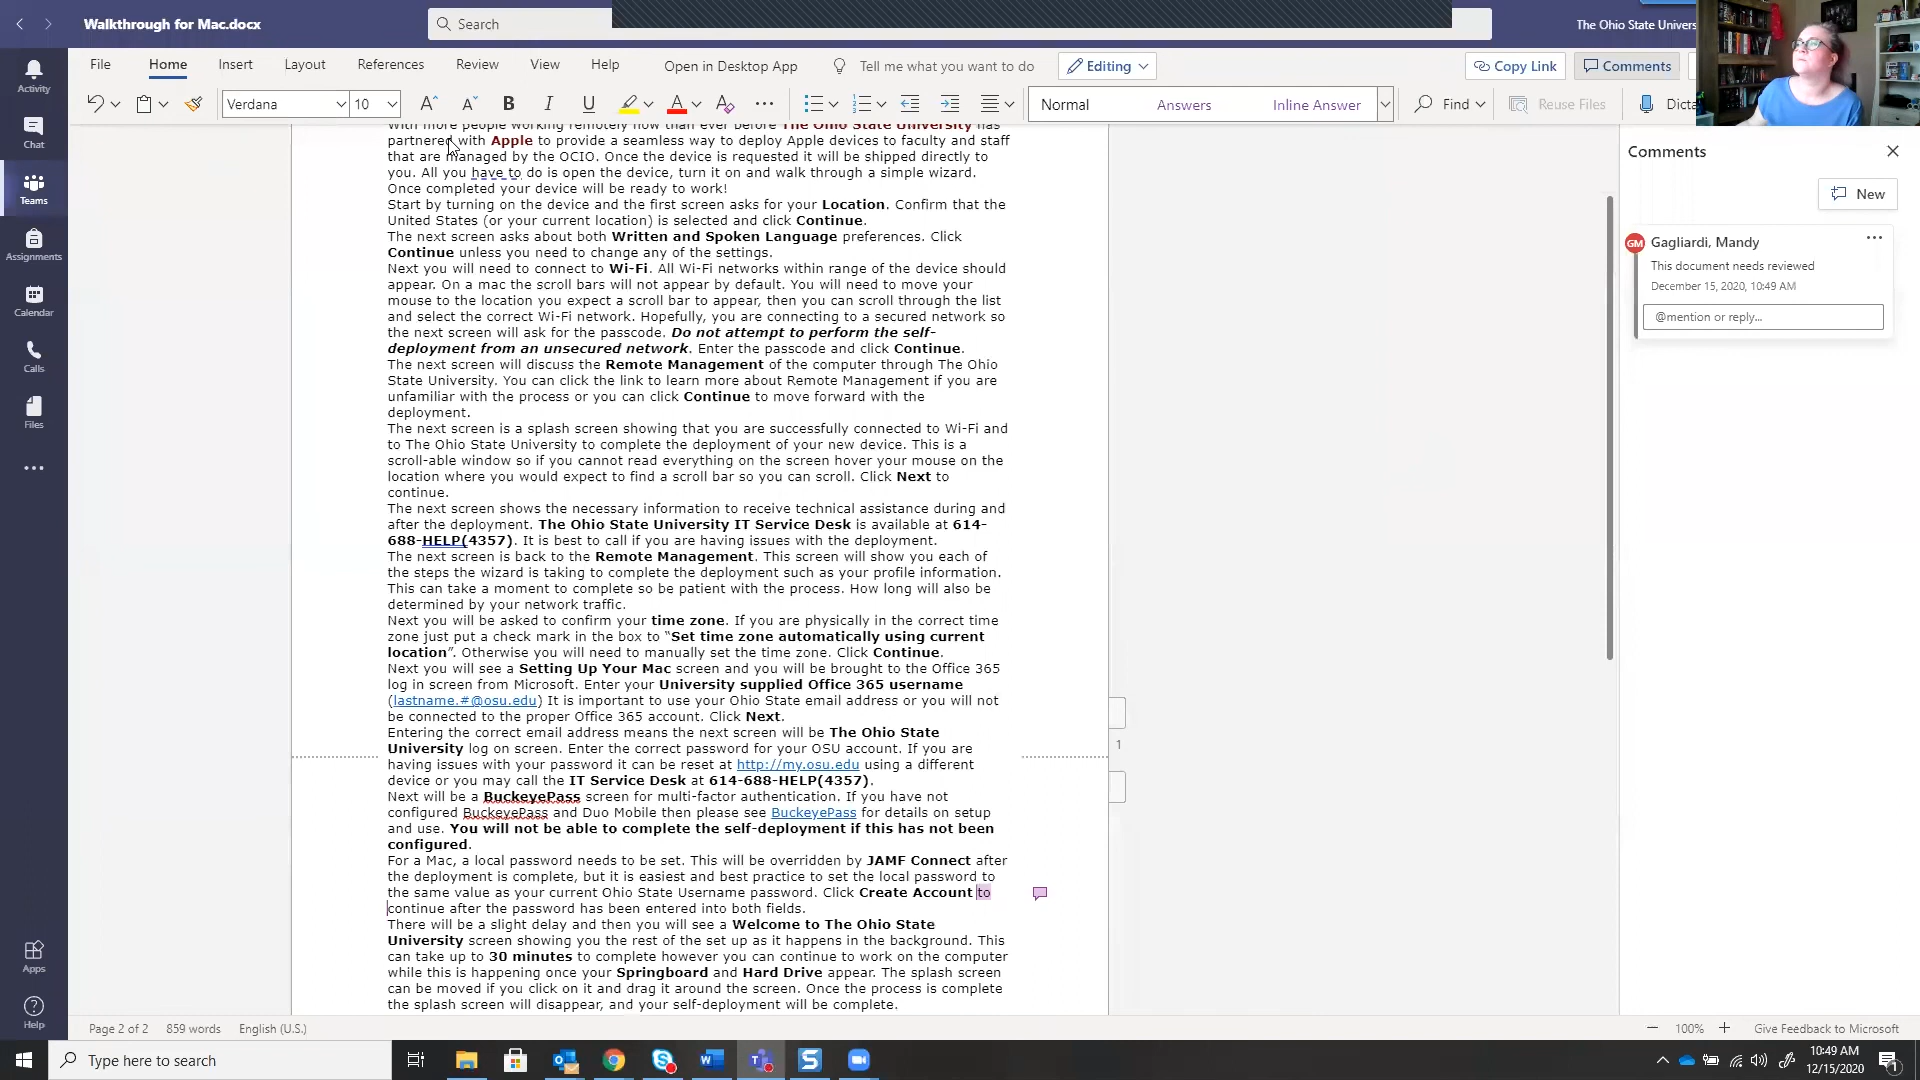 Walkthrough for Mac.docx
Search
The Ohio State Univers
Activity
Chat
Teams
Assignments
Calendar
Calls
Files
Apps
Help
File Home Insert Layout References Review View Help Open in Desktop App Tell me what you want to do Editing Copy Link Comments
Verdana 10 Normal Answers Inline Answer Find Reuse Files Dicta
With more people working remotely now than ever before The Ohio State University has
partnered with Apple to provide a seamless way to deploy Apple devices to faculty and staff
that are managed by the OCIO. Once the device is requested it will be shipped directly to
you. All you have to do is open the device, turn it on and walk through a simple wizard.
Once completed your device will be ready to work!
Start by turning on the device and the first screen asks for your Location. Confirm that the
United States (or your current location) is selected and click Continue.
The next screen asks about both Written and Spoken Language preferences. Click
Continue unless you need to change any of the settings.
Next you will need to connect to Wi-Fi. All Wi-Fi networks within range of the device should
appear. On a mac the scroll bars will not appear by default. You will need to move your
mouse to the location you expect a scroll bar to appear, then you can scroll through the list
and select the correct Wi-Fi network. Hopefully, you are connecting to a secured network so
the next screen will ask for the passcode. Do not attempt to perform the self-
deployment from an unsecured network. Enter the passcode and click Continue.
The next screen will discuss the Remote Management of the computer through The Ohio
State University. You can click the link to learn more about Remote Management if you are
unfamiliar with the process or you can click Continue to move forward with the
deployment.
The next screen is a splash screen showing that you are successfully connected to Wi-Fi and
to The Ohio State University to complete the deployment of your new device. This is a
scroll-able window so if you cannot read everything on the screen hover your mouse on the
location where you would expect to find a scroll bar so you can scroll. Click Next to
continue.
The next screen shows the necessary information to receive technical assistance during and
after the deployment. The Ohio State University IT Service Desk is available at 614-
688-HELP(4357). It is best to call if you are having issues with the deployment.
The next screen is back to the Remote Management. This screen will show you each of
the steps the wizard is taking to complete the deployment such as your profile information.
This can take a moment to complete so be patient with the process. How long will also be
determined by your network traffic.
Next you will be asked to confirm your time zone. If you are physically in the correct time
zone just put a check mark in the box to “Set time zone automatically using current
location”. Otherwise you will need to manually set the time zone. Click Continue.
Next you will see a Setting Up Your Mac screen and you will be brought to the Office 365
log in screen from Microsoft. Enter your University supplied Office 365 username
(lastname.#@osu.edu) It is important to use your Ohio State email address or you will not
be connected to the proper Office 365 account. Click Next.
Entering the correct email address means the next screen will be The Ohio State
University log on screen. Enter the correct password for your OSU account. If you are
having issues with your password it can be reset at http://my.osu.edu using a different
device or you may call the IT Service Desk at 614-688-HELP(4357).
Next will be a BuckeyePass screen for multi-factor authentication. If you have not
configured BuckeyePass and Duo Mobile then please see BuckeyePass for details on setup
and use. You will not be able to complete the self-deployment if this has not been
configured.
For a Mac, a local password needs to be set. This will be overridden by JAMF Connect after
the deployment is complete, but it is easiest and best practice to set the local password to
the same value as your current Ohio State Username password. Click Create Account to
continue after the password has been entered into both fields.
There will be a slight delay and then you will see a Welcome to The Ohio State
University screen showing you the rest of the set up as it happens in the background. This
can take up to 30 minutes to complete however you can continue to work on the computer
while this is happening once your Springboard and Hard Drive appear. The splash screen
can be moved if you click on it and drag it around the screen. Once the process is complete
the splash screen will disappear, and your self-deployment will be complete.
1
Comments
New
GM Gagliardi, Mandy
This document needs reviewed
December 15, 2020, 10:49 AM
@mention or reply...
Page 2 of 2 859 words English (U.S.) 100% Give Feedback to Microsoft
Type here to search
10:49 AM
12/15/2020
1